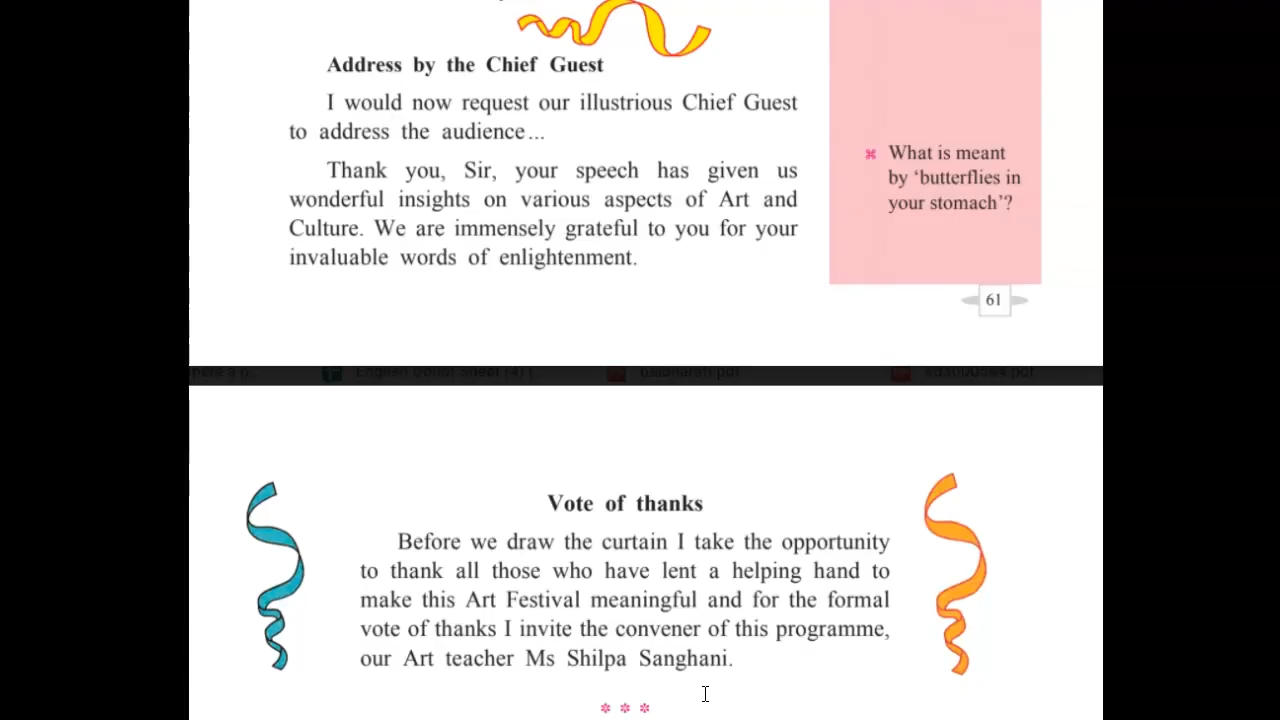 Address by the Chief Guest
I would now request our illustrious Chief Guest
to address the audience...
Thank you, Sir, your speech has given us
wonderful insights on various aspects of Art and
Culture. We are immensely grateful to you for your
invaluable words of enlightenment.
What is meant
by ‘butterflies in
your stomach’?
61
Vote of thanks
Before we draw the curtain I take the opportunity
to thank all those who have lent a helping hand to
make this Art Festival meaningful and for the formal
vote of thanks I invite the convener of this programme,
our Art teacher Ms Shilpa Sanghani.